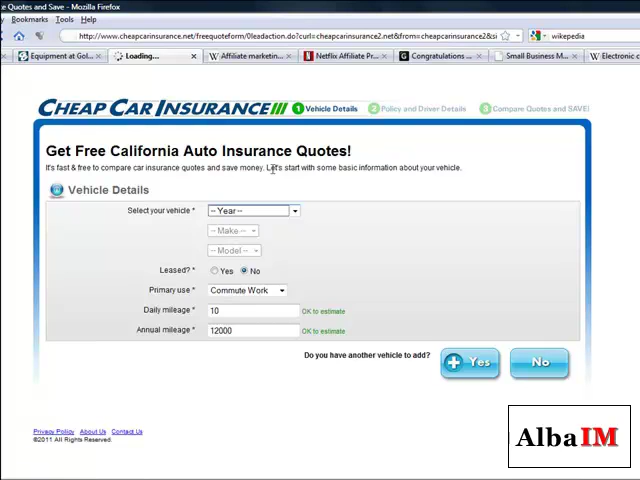 e Quotes and Save - Mozilla Firefox
Bookmarks Tools Help
http://www.cheapcarinsurance.net/freequoteform/0leadaction.do?curl=cheapcarinsurance2.net&from=cheapcarinsurance2&si wikepedia
Equipment at Gol... Loading... Affiliate marketin... Netflix Affiliate Pr... Congratulations ... Small Business M... Electronic c
CHEAP CAR INSURANCE 1 Vehicle Details 2 Policy and Driver Details 3 Compare Quotes and SAVE!
Get Free California Auto Insurance Quotes!
It's fast & free to compare car insurance quotes and save money. Let's start with some basic information about your vehicle.
Vehicle Details
Select your vehicle * -- Year --
-- Make --
-- Model --
Leased? * Yes No
Primary use * Commute Work
Daily mileage * 10 OK to estimate
Annual mileage * 12000 OK to estimate
Do you have another vehicle to add? Yes No
Privacy Policy About Us Contact Us
©2011 All Rights Reserved.
AlbaIM